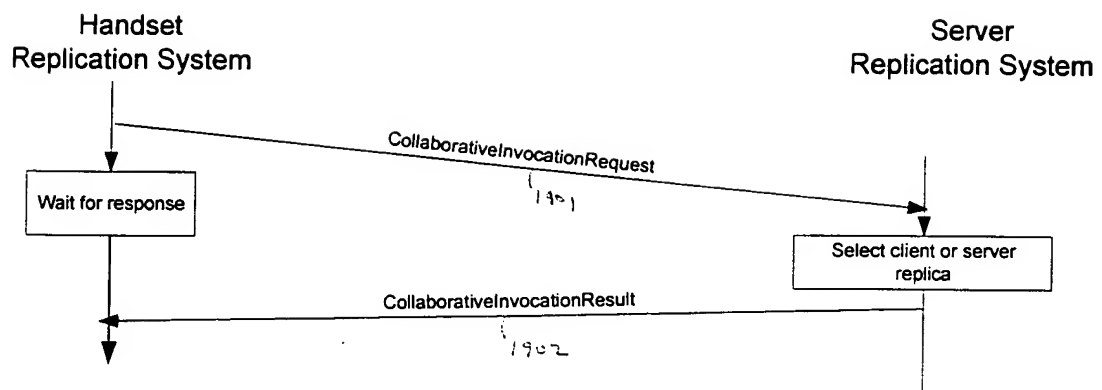 Handset
Replication System
Server
Replication System
CollaborativeInvocationRequest
1901
Wait for response
Select client or server
replica
CollaborativeInvocationResult
1902